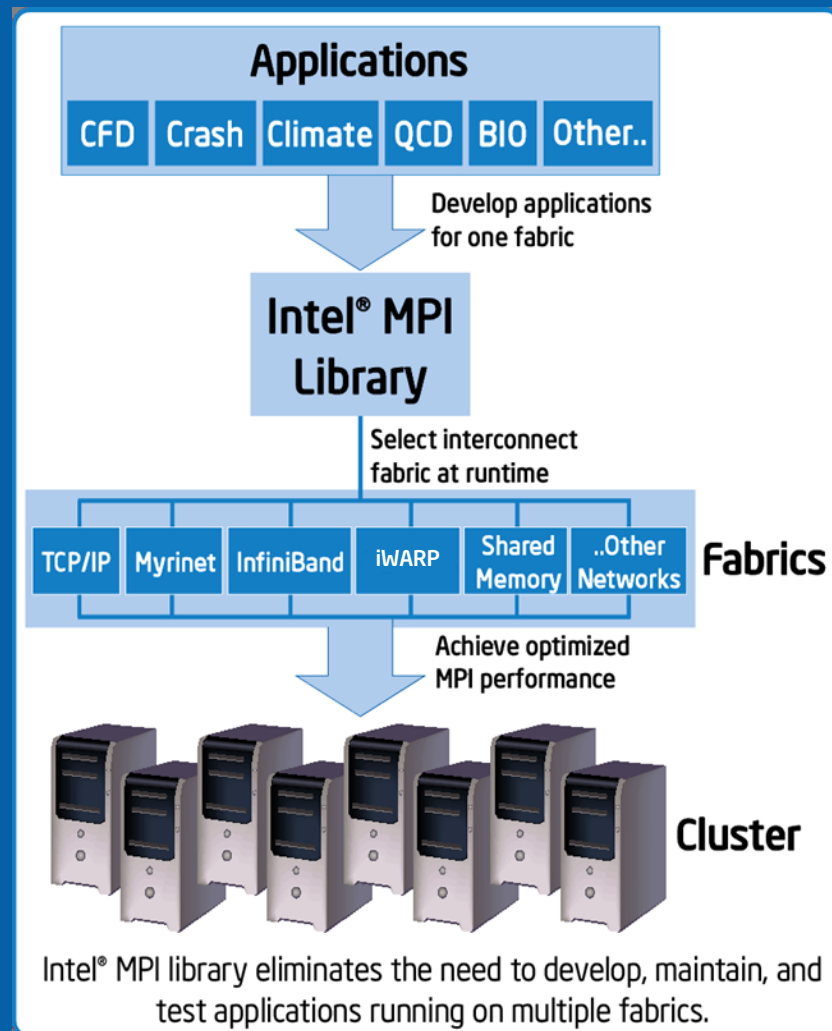 Applications
CFD Crash Climate QCD BIO Other..
Develop applications
for one fabric
Intel® MPI
Library
Select interconnect
fabric at runtime
TCP/IP Myrinet InfiniBand iWARP Shared Memory ..Other Networks
Fabrics
Achieve optimized
MPI performance
Cluster
Intel® MPI library eliminates the need to develop, maintain, and
test applications running on multiple fabrics.